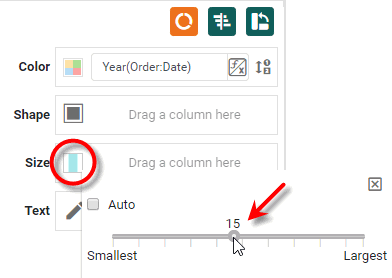 Color Year(Order:Date) f/x
Shape Drag a column here
Size Drag a column here
Text
Auto
15
Smallest Largest